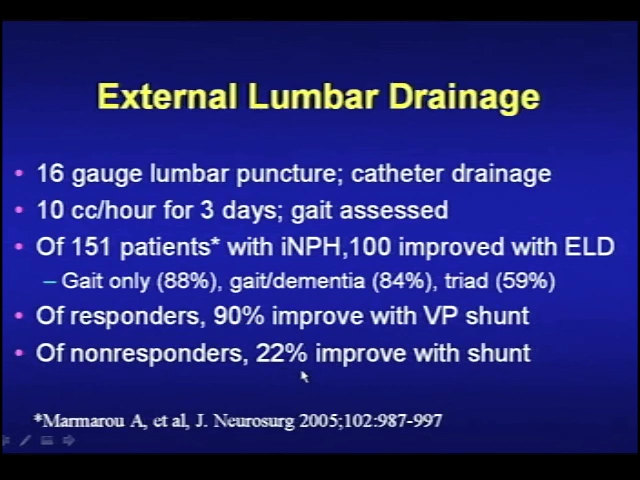 External Lumbar Drainage
• 16 gauge lumbar puncture; catheter drainage
• 10 cc/hour for 3 days; gait assessed
• Of 151 patients* with iNPH,100 improved with ELD
– Gait only (88%), gait/dementia (84%), triad (59%)
• Of responders, 90% improve with VP shunt
• Of nonresponders, 22% improve with shunt
*Marmarou A, et al, J. Neurosurg 2005;102:987-997